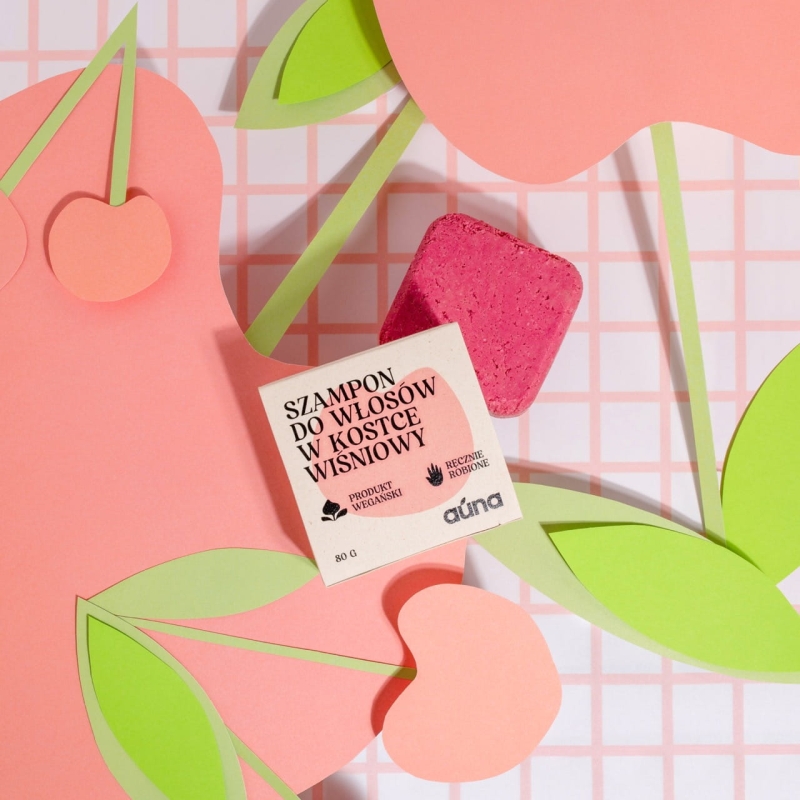 SZAMPON
DO WŁOSÓW
W KOSTCE
WIŚNIOWY
PRODUKT
WEGAŃSKI
RĘCZNIE
ROBIONE
aúna
80 G